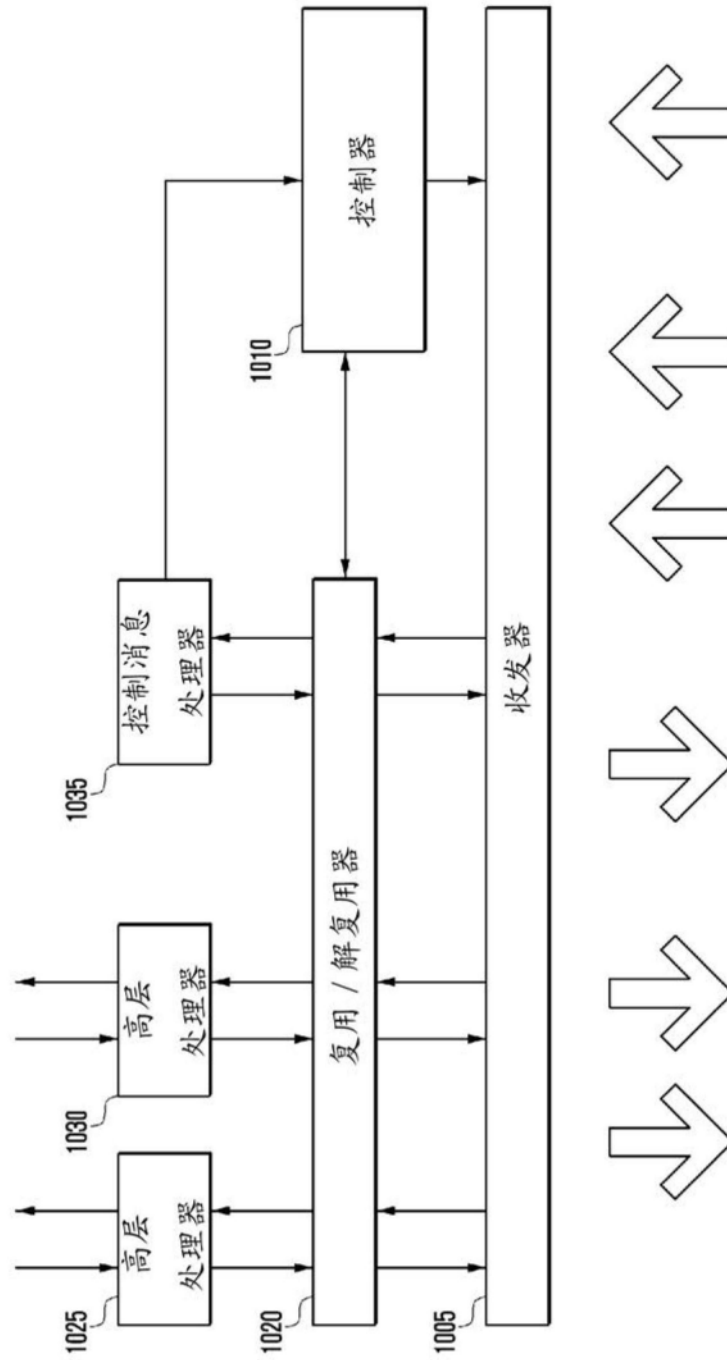 1025
高层
处理器
1030
高层
处理器
1035
控制消息
处理器
1020
复用 / 解复用器
1010
控制器
1005
收发器